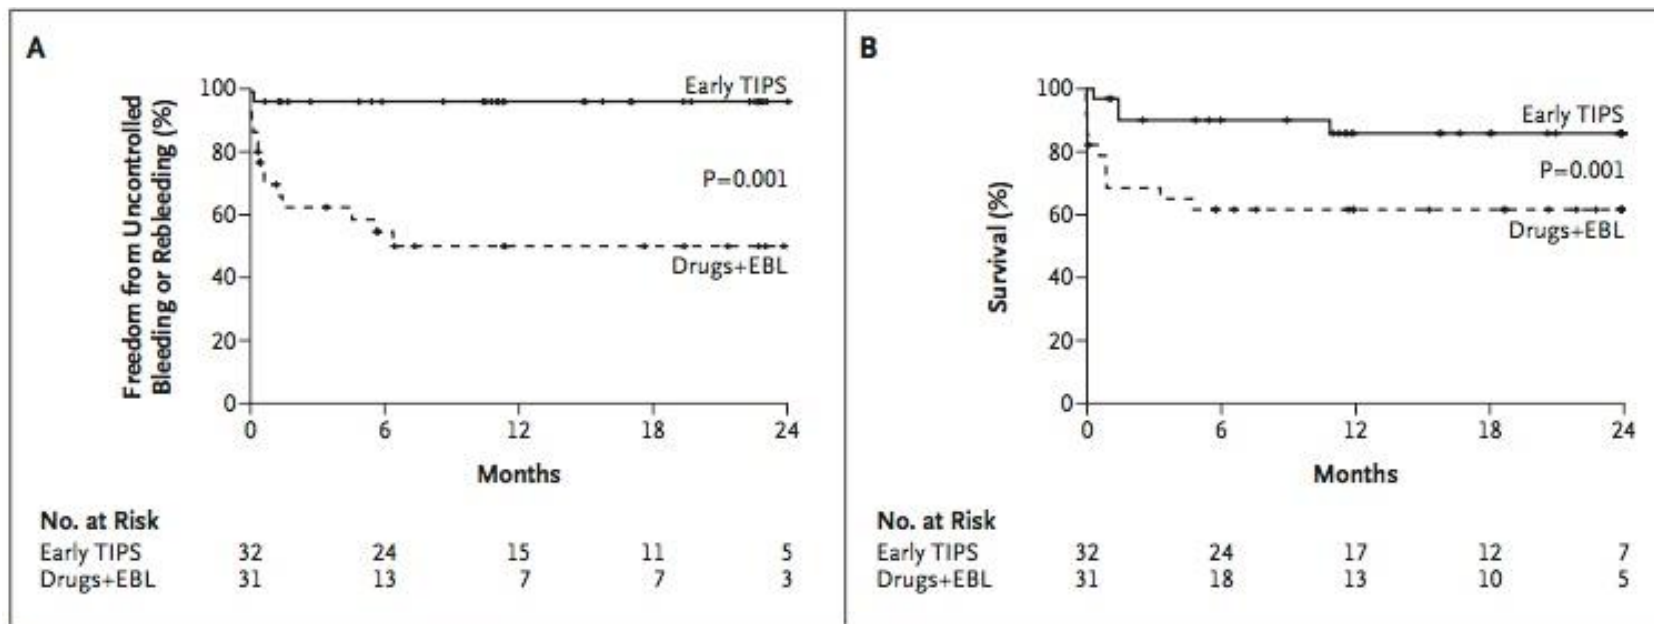 A
Freedom from Uncontrolled
Bleeding or Rebleeding (%)
100
80
60
40
20
0
Early TIPS
P=0.001
Drugs+EBL
0 6 12 18 24
Months
No. at Risk
Early TIPS 32 24 15 11 5
Drugs+EBL 31 13 7 7 3
B
Survival (%)
100
80
60
40
20
0
Early TIPS
P=0.001
Drugs+EBL
0 6 12 18 24
Months
No. at Risk
Early TIPS 32 24 17 12 7
Drugs+EBL 31 18 13 10 5